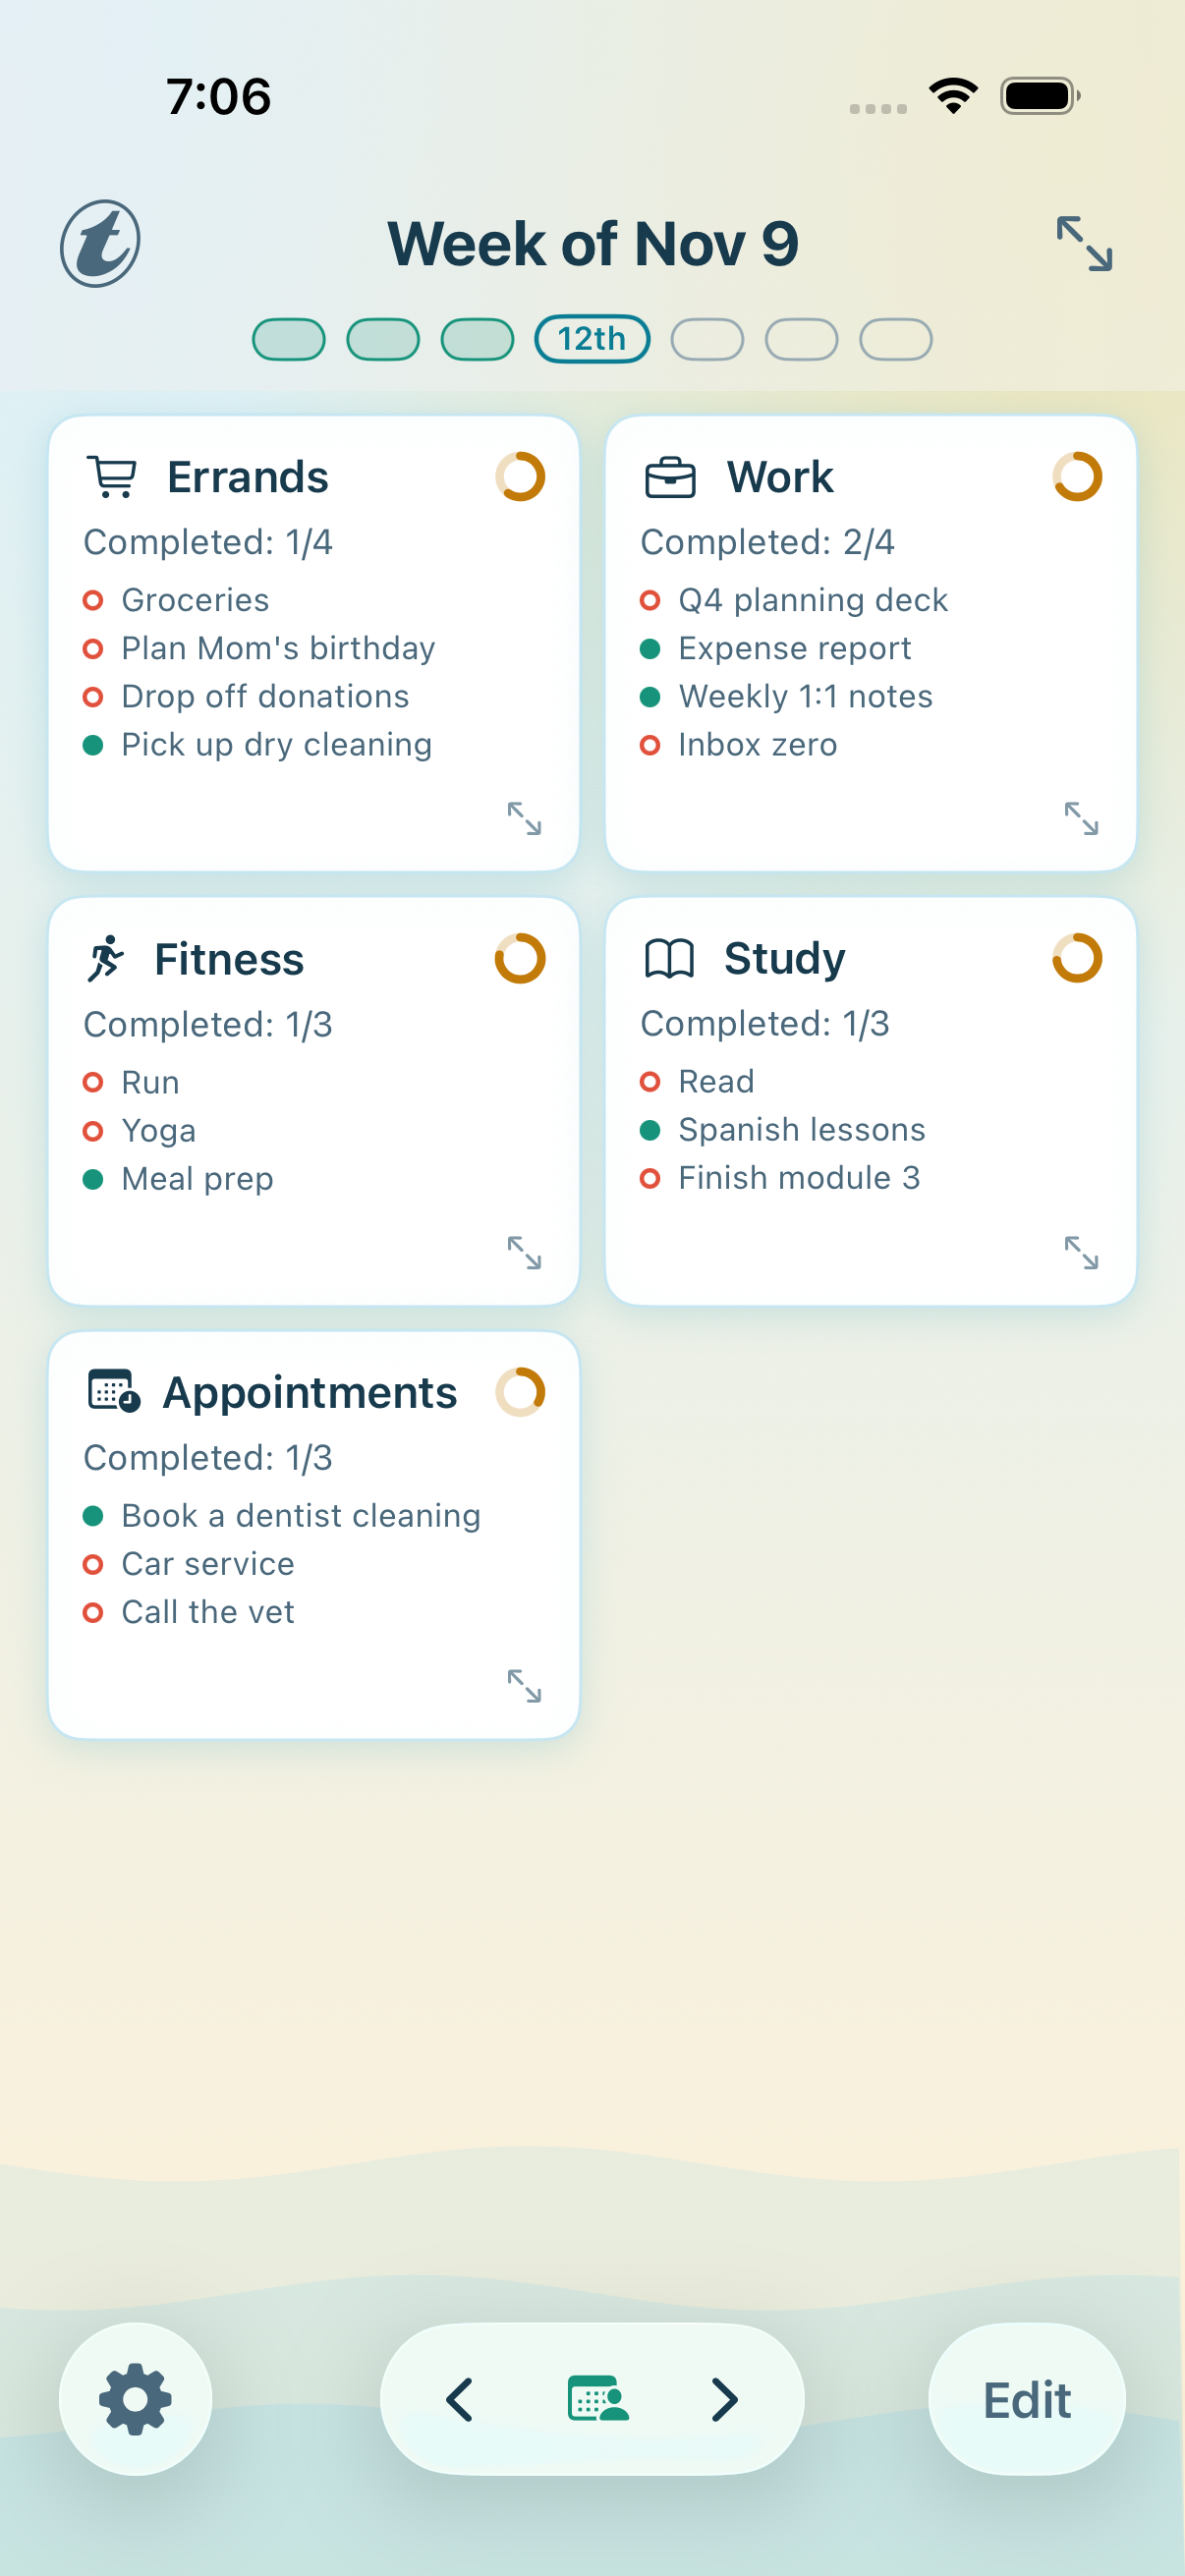 7:06
t
Week of Nov 9
12th
Errands
Completed: 1/4
Groceries
Plan Mom's birthday
Drop off donations
Pick up dry cleaning
Work
Completed: 2/4
Q4 planning deck
Expense report
Weekly 1:1 notes
Inbox zero
Fitness
Completed: 1/3
Run
Yoga
Meal prep
Study
Completed: 1/3
Read
Spanish lessons
Finish module 3
Appointments
Completed: 1/3
Book a dentist cleaning
Car service
Call the vet
Edit